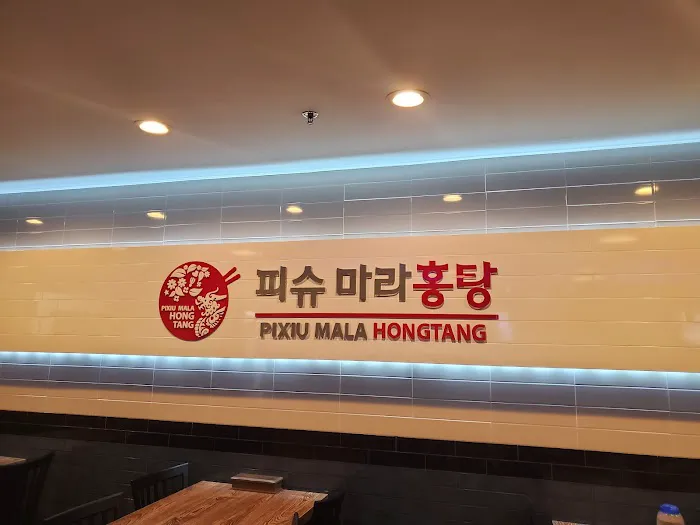 PIXIU MALA
HONG
TANG
피슈 마라홍탕
PIXIU MALA HONGTANG